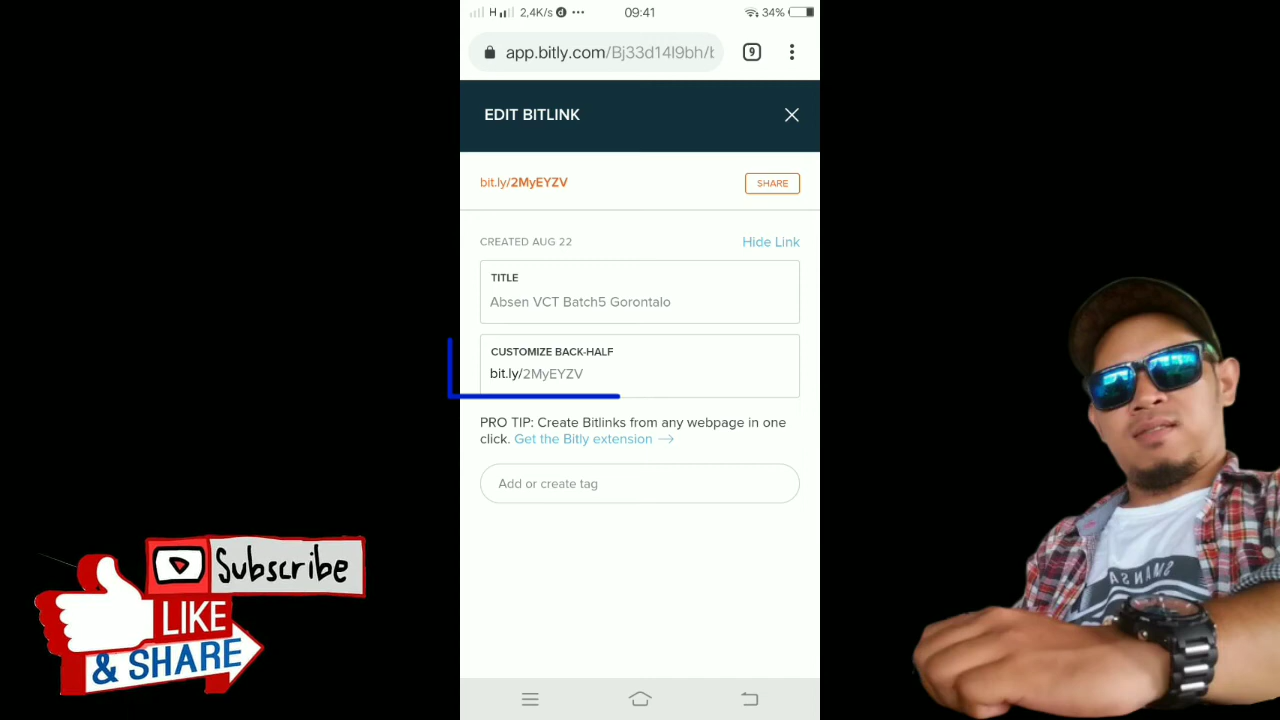 H 2,4K/s d ••• 09:41 34%
app.bitly.com/Bj33d14I9bh/b 9
EDIT BITLINK
bit.ly/2MyEYZV SHARE
CREATED AUG 22 Hide Link
TITLE
Absen VCT Batch5 Gorontalo
CUSTOMIZE BACK-HALF
bit.ly/2MyEYZV
PRO TIP: Create Bitlinks from any webpage in one
click. Get the Bitly extension →
Add or create tag
Subscribe
LIKE
& SHARE